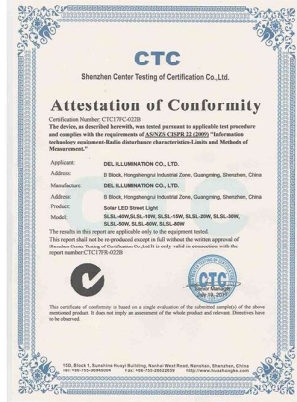 CTC
Shenzhen Center Testing of Certification Co.,Ltd.
Attestation of Conformity
Certification Number: CTC17FC-022B
The device, as described herewith, was tested pursuant to applicable test procedure
and complies with the requirements of AS/NZS CISPR 22 (2009) "Information
technology equipment-Radio disturbance characteristics-Limits and Methods of
Measurement."
Applicant: DEL ILLUMINATION CO., LTD.
Address: B Block, Honghengrui Industrial Zone, Guangming, Shenzhen, China
Manufacturer: DEL ILLUMINATION CO., LTD.
Address: B Block, Honghengrui Industrial Zone, Guangming, Shenzhen, China
Product: Solar LED Street Light
Model: SLSL-40W,SLSL-10W, SLSL-15W, SLSL-20W, SLSL-30W,
SLSL-50W, SLSL-60W, SLSL-80W
The results in this report are applicable only to the equipment tested.
This report shall not be re-produced except in full without the written approval of
report number:CTC17FR-022B
CTC
This certificate of conformity is based on a single evaluation of the submitted sample(s) of the above
mentioned product. It does not imply an assessment of the whole product and relevant. Directives have
to be observed.